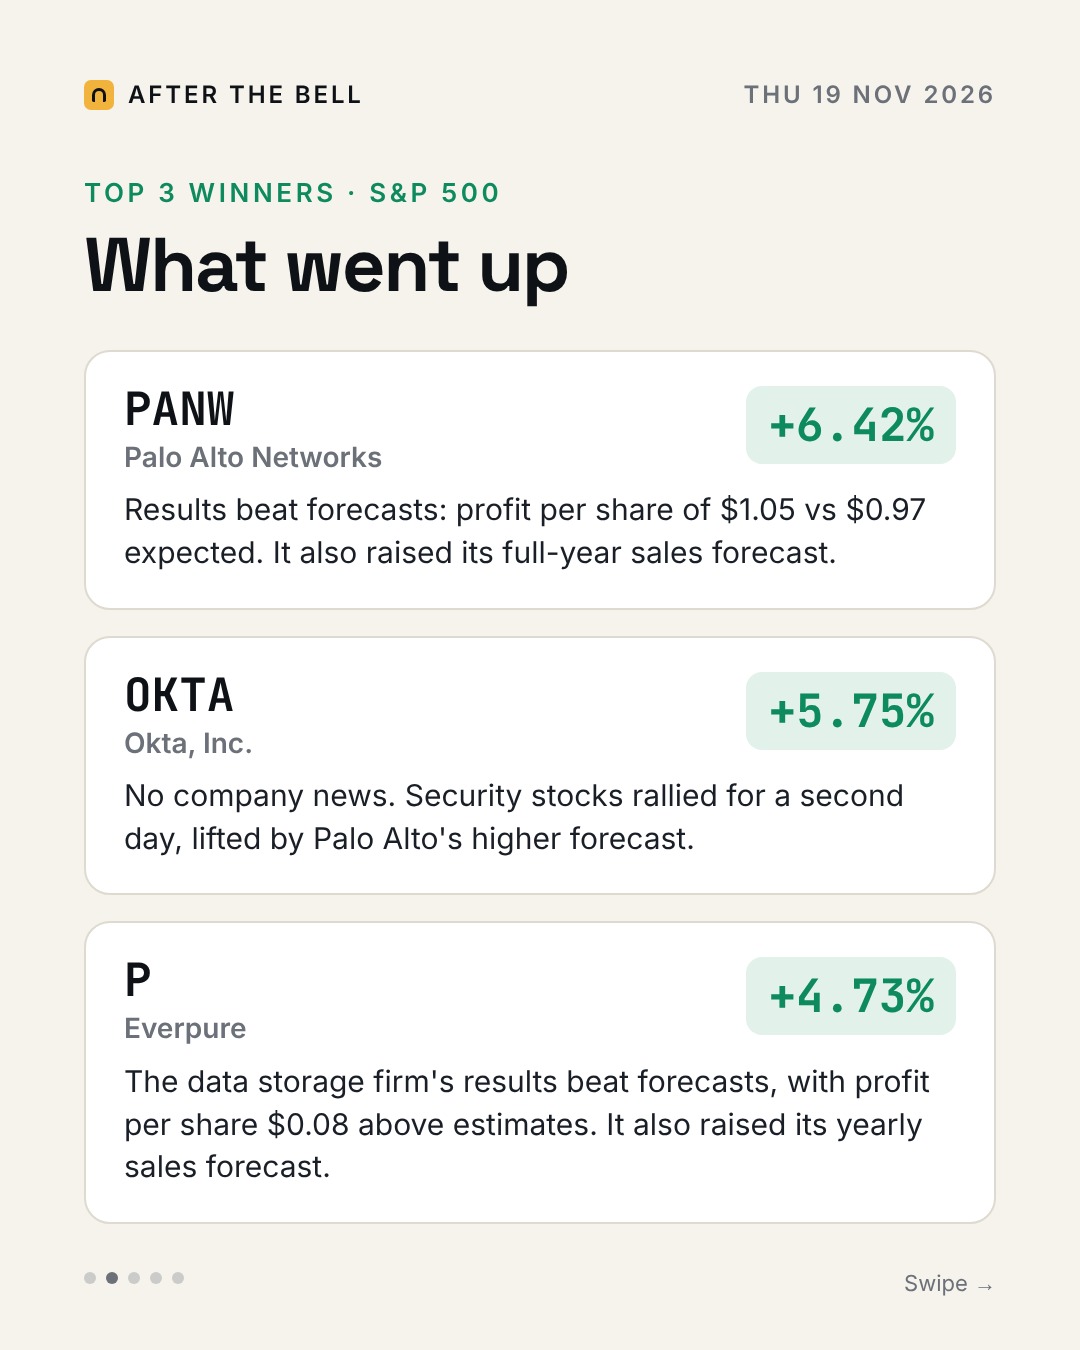 AFTER THE BELL
THU 19 NOV 2026
TOP 3 WINNERS · S&P 500
What went up
PANW
+6.42%
Palo Alto Networks
Results beat forecasts: profit per share of $1.05 vs $0.97
expected. It also raised its full-year sales forecast.
OKTA
+5.75%
Okta, Inc.
No company news. Security stocks rallied for a second
day, lifted by Palo Alto's higher forecast.
P
+4.73%
Everpure
The data storage firm's results beat forecasts, with profit
per share $0.08 above estimates. It also raised its yearly
sales forecast.
Swipe →